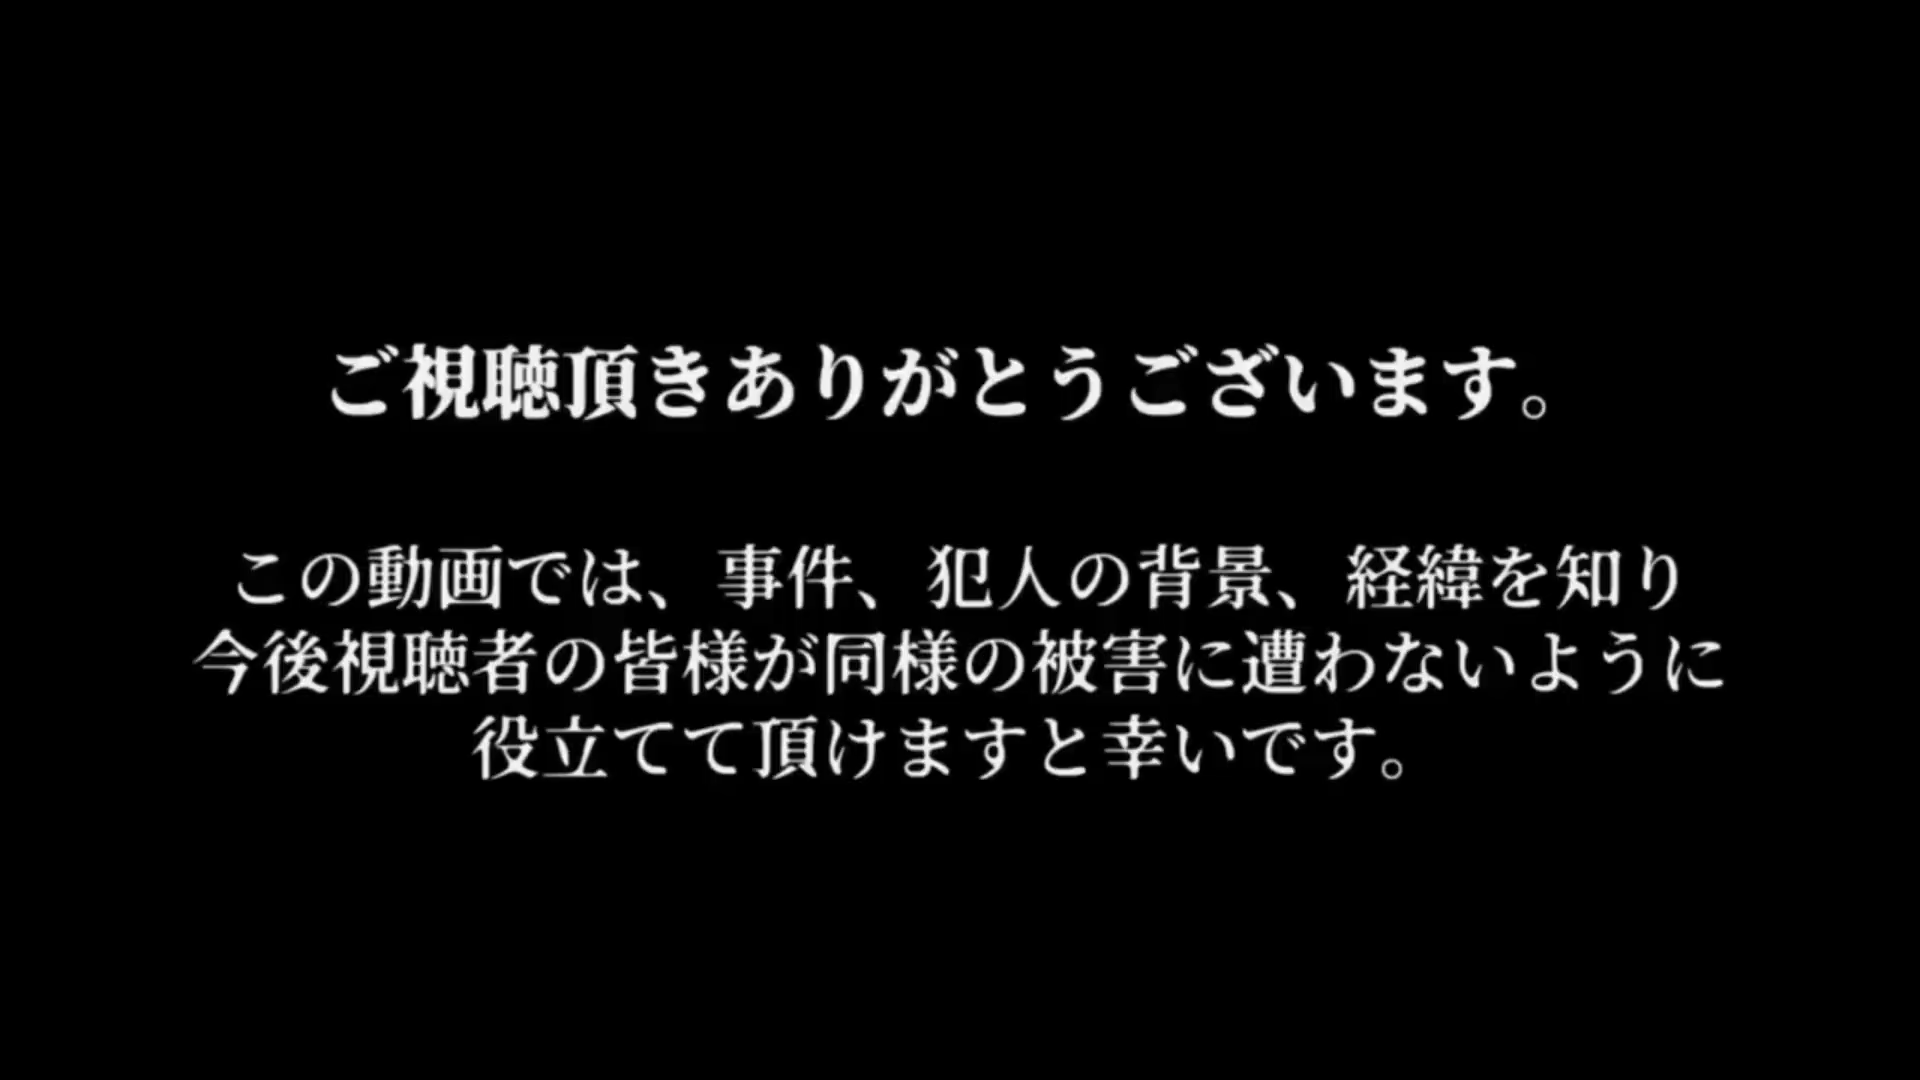 ご視聴頂きありがとうございます。
この動画では、事件、犯人の背景、経緯を知り
今後視聴者の皆様が同様の被害に遭わないように
役立てて頂けますと幸いです。